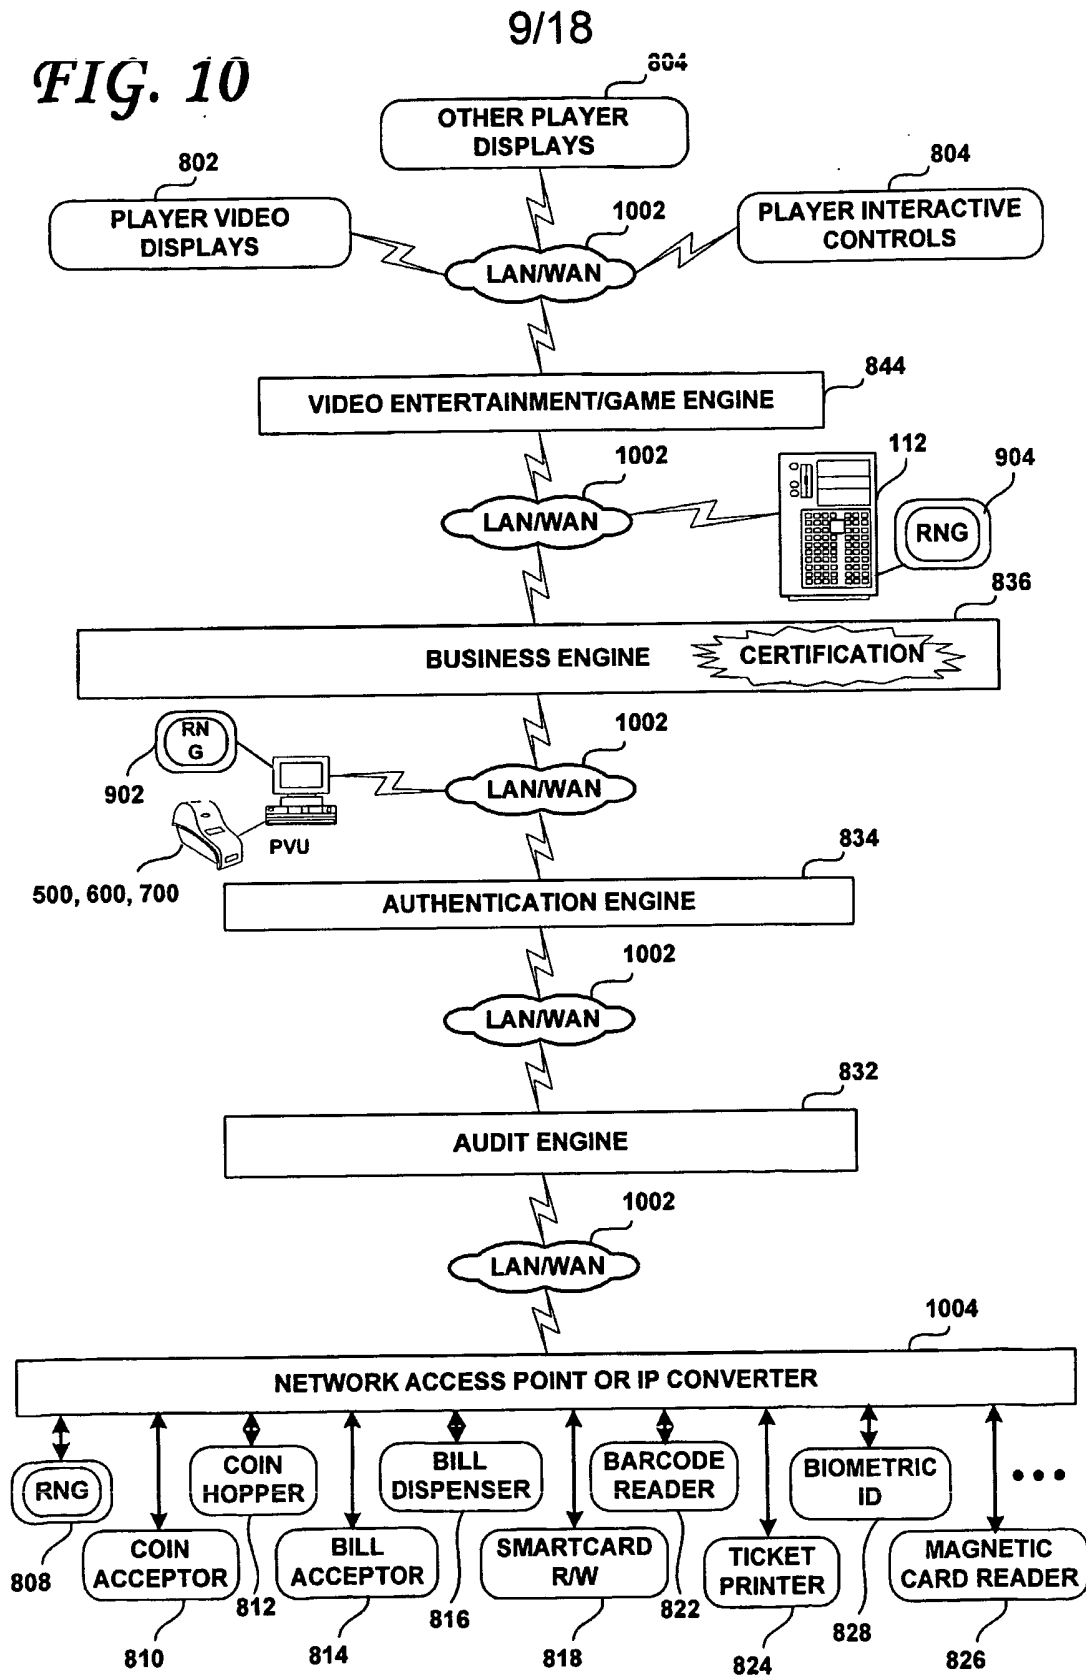 9/18
FIG. 10
804
OTHER PLAYER
DISPLAYS
802
PLAYER VIDEO
DISPLAYS
804
PLAYER INTERACTIVE
CONTROLS
1002
LAN/WAN
844
VIDEO ENTERTAINMENT/GAME ENGINE
1002
LAN/WAN
112
904
RNG
836
BUSINESS ENGINE
CERTIFICATION
RN
G
902
1002
LAN/WAN
PVU
500, 600, 700
834
AUTHENTICATION ENGINE
1002
LAN/WAN
832
AUDIT ENGINE
1002
LAN/WAN
1004
NETWORK ACCESS POINT OR IP CONVERTER
RNG
COIN
HOPPER
BILL
DISPENSER
BARCODE
READER
BIOMETRIC
ID
808
COIN
ACCEPTOR
812
BILL
ACCEPTOR
816
SMARTCARD
R/W
822
TICKET
PRINTER
828
MAGNETIC
CARD READER
810
814
818
824
826